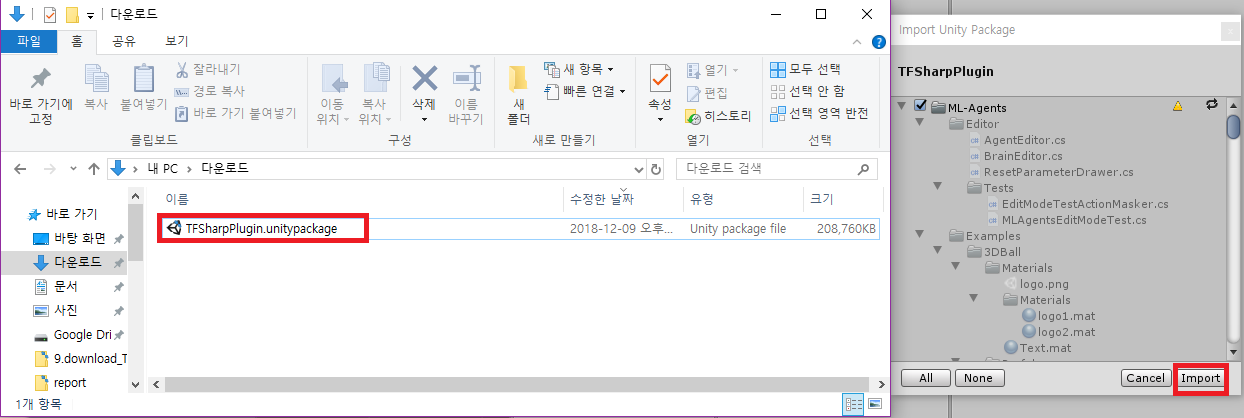 다운로드
파일 홈 공유 보기
바로 가기에 고정
복사
붙여넣기
잘라내기
경로 복사
바로 가기 붙여넣기
클립보드
이동 위치
복사 위치
삭제
이름 바꾸기
구성
새 폴더
새 항목
빠른 연결
새로 만들기
속성
열기
편집
히스토리
열기
모두 선택
선택 안 함
선택 영역 반전
선택
내 PC > 다운로드
다운로드 검색
바로 가기
바탕 화면
다운로드
문서
사진
Google Dri
9.download_T
report
이름 수정한 날짜 유형 크기
TFSharpPlugin.unitypackage 2018-12-09 오후... Unity package file 208,760KB
1개 항목
Import Unity Package
TFSharpPlugin
ML-Agents
Editor
AgentEditor.cs
BrainEditor.cs
ResetParameterDrawer.cs
Tests
EditModeTestActionMasker.cs
MLAgentsEditModeTest.cs
Examples
3DBall
Materials
logo.png
Materials
logo1.mat
logo2.mat
Text.mat
All None Cancel Import